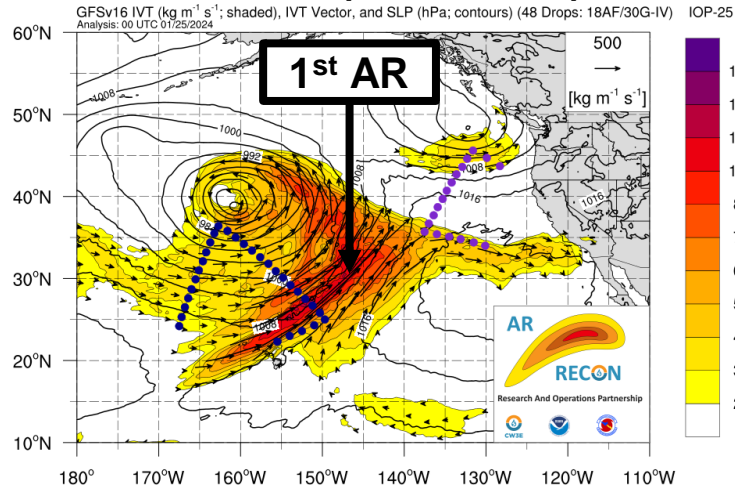 GFSv16 IVT (kg m⁻¹ s⁻¹; shaded), IVT Vector, and SLP (hPa; contours) (48 Drops: 18AF/30G-IV) IOP-25
Analysis: 00 UTC 01/25/2024
60°N
50°N
40°N
30°N
20°N
10°N
1st AR
500
[kg m⁻¹ s⁻¹]
1008
1000
992
1008
1016
1016
1008
1016
AR
RECON
Research And Operations Partnership
CW3E
180°
170°W
160°W
150°W
140°W
130°W
120°W
110°W